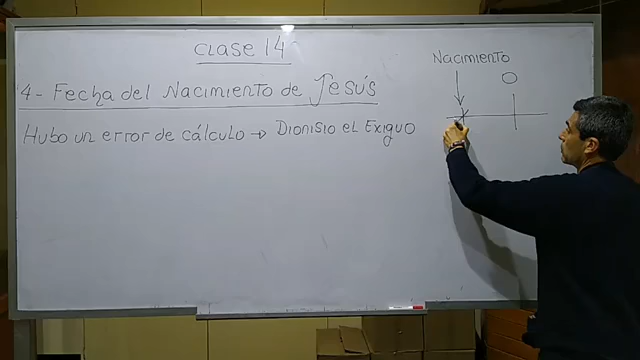 Clase 14
4- Fecha del Nacimiento de Jesús
Hubo un error de cálculo → Dionisio el Exiguo
Nacimiento
0